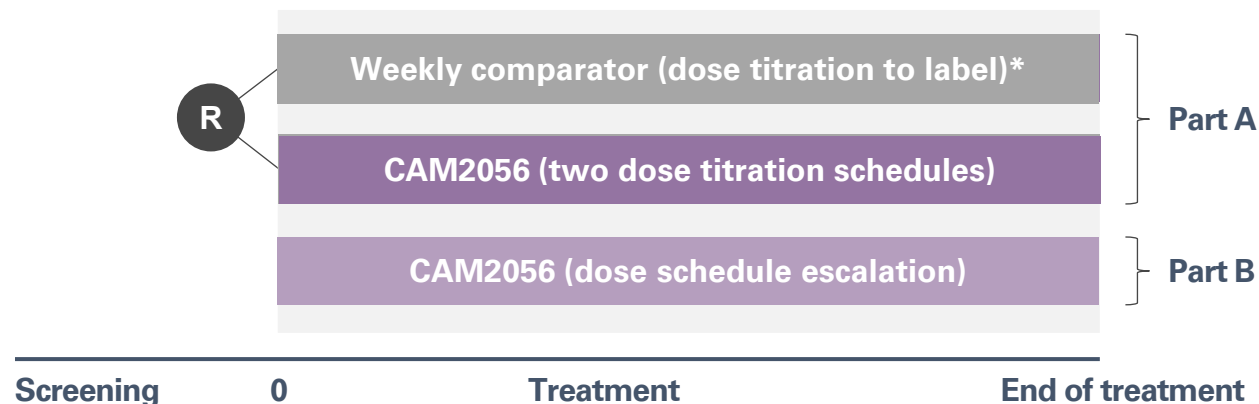 Weekly comparator (dose titration to label)*
R
Part A
CAM2056 (two dose titration schedules)
CAM2056 (dose schedule escalation)
Part B
Screening 0 Treatment End of treatment